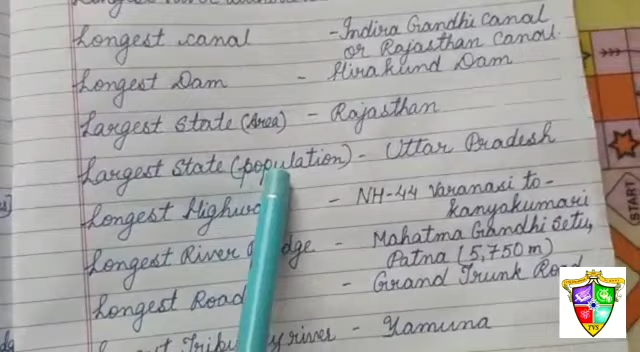 Longest canal - Indira Gandhi Canal
or Rajasthan Canal.
Longest Dam - Hirakund Dam
Largest State (Area) - Rajasthan
Largest State (population) - Uttar Pradesh
Longest - NH-44 Varanasi to-
kanyakumari
Longest River - Mahatma Gandhi Setu,
Patna (5,750 m)
Longest Road - Grand Trunk Road
river - Yamuna
START
TVS